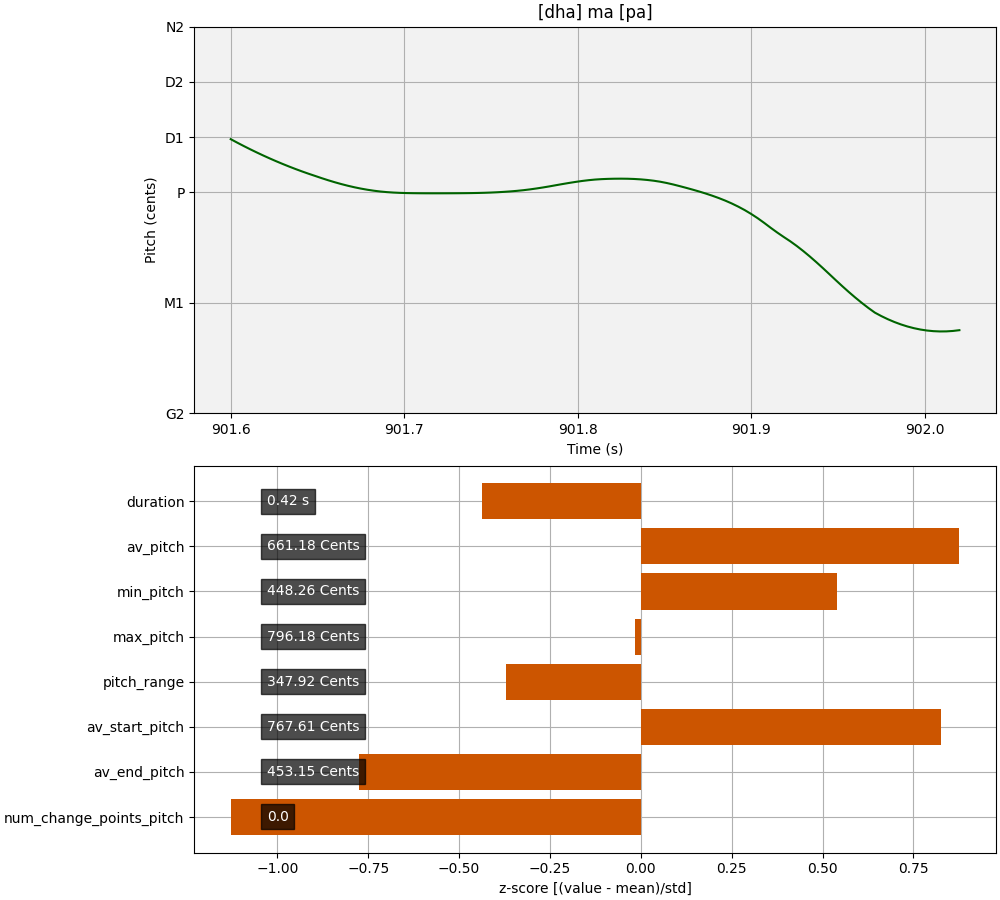 [dha] ma [pa]
N2
D2
D1
P
M1
G2
Pitch (cents)
901.6 901.7 901.8 901.9 902.0
Time (s)
duration 0.42 s
av_pitch 661.18 Cents
min_pitch 448.26 Cents
max_pitch 796.18 Cents
pitch_range 347.92 Cents
av_start_pitch 767.61 Cents
av_end_pitch 453.15 Cents
num_change_points_pitch 0.0
−1.00 −0.75 −0.50 −0.25 0.00 0.25 0.50 0.75
z-score [(value - mean)/std]